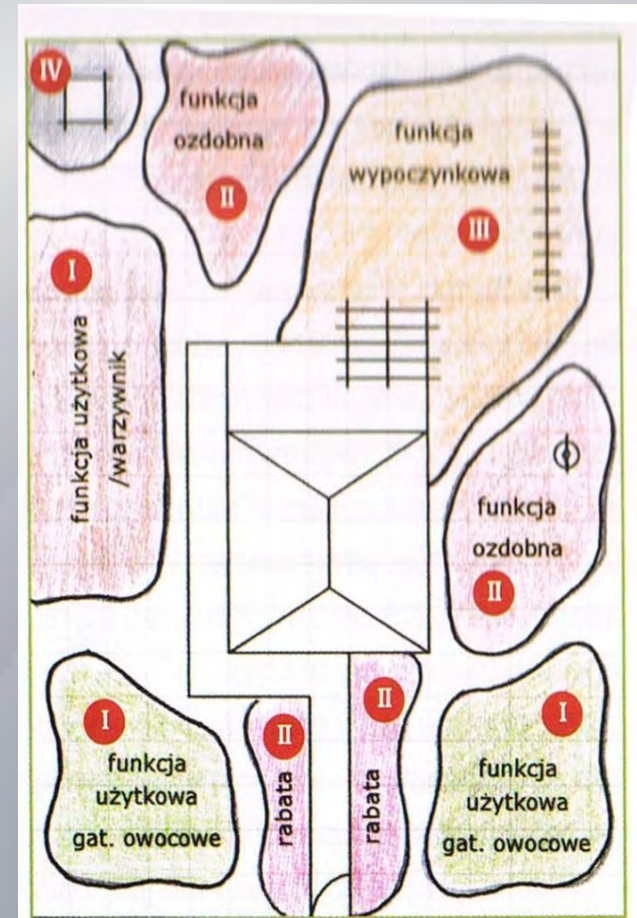 IV
funkcja
ozdobna
II
funkcja
wypoczynkowa
III
I
funkcja użytkowa
/warzywnik
funkcja
ozdobna
II
I
funkcja
użytkowa
gat. owocowe
II
rabata
II
rabata
I
funkcja
użytkowa
gat. owocowe